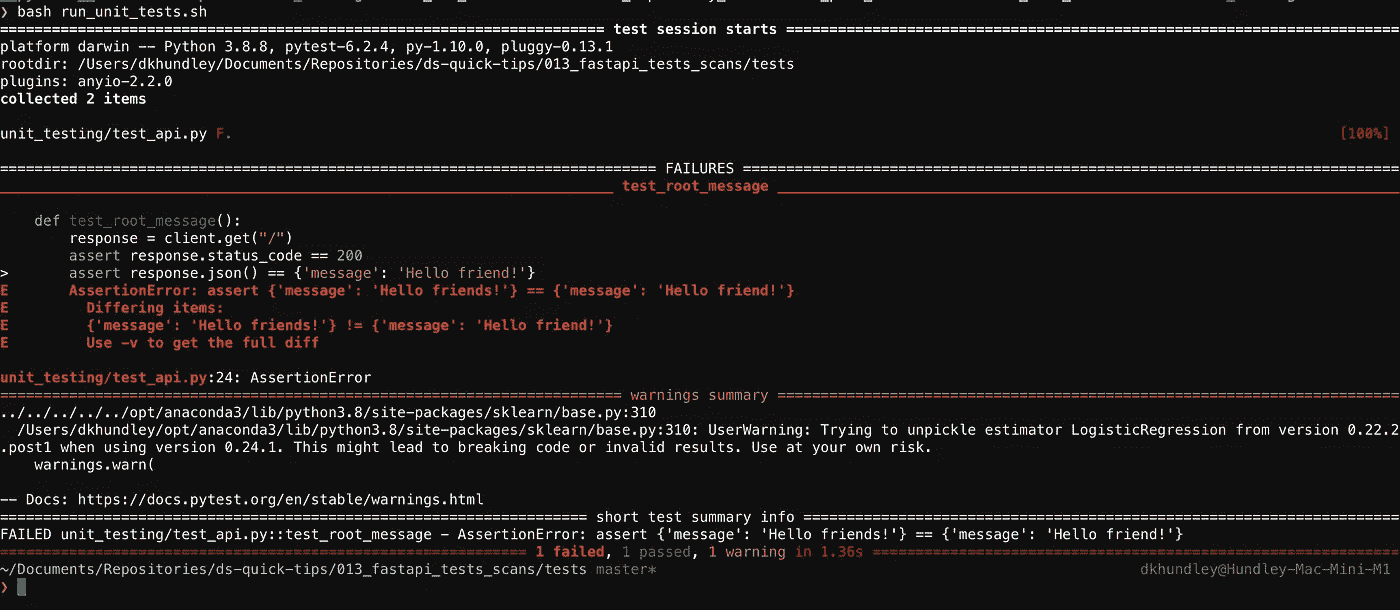 ❯ bash run_unit_tests.sh
============================================================================ test session starts ============================================================================
platform darwin -- Python 3.8.8, pytest-6.2.4, py-1.10.0, pluggy-0.13.1
rootdir: /Users/dkhundley/Documents/Repositories/ds-quick-tips/013_fastapi_tests_scans/tests
plugins: anyio-2.2.0
collected 2 items
unit_testing/test_api.py F. [100%]
============================================================================ FAILURES ============================================================================
_______________________________________________________________________ test_root_message _______________________________________________________________________
def test_root_message():
response = client.get("/")
assert response.status_code == 200
> assert response.json() == {'message': 'Hello friend!'}
E AssertionError: assert {'message': 'Hello friends!'} == {'message': 'Hello friend!'}
E Differing items:
E {'message': 'Hello friends!'} != {'message': 'Hello friend!'}
E Use -v to get the full diff
unit_testing/test_api.py:24: AssertionError
======================================================================== warnings summary ========================================================================
../../../../../opt/anaconda3/lib/python3.8/site-packages/sklearn/base.py:310
/Users/dkhundley/opt/anaconda3/lib/python3.8/site-packages/sklearn/base.py:310: UserWarning: Trying to unpickle estimator LogisticRegression from version 0.22.2
.post1 when using version 0.24.1. This might lead to breaking code or invalid results. Use at your own risk.
warnings.warn(
-- Docs: https://docs.pytest.org/en/stable/warnings.html
==================================================================== short test summary info ====================================================================
FAILED unit_testing/test_api.py::test_root_message - AssertionError: assert {'message': 'Hello friends!'} == {'message': 'Hello friend!'}
============================================================= 1 failed, 1 passed, 1 warning in 1.36s =============================================================
~/Documents/Repositories/ds-quick-tips/013_fastapi_tests_scans/tests master* dkhundley@Hundley-Mac-Mini-M1
❯